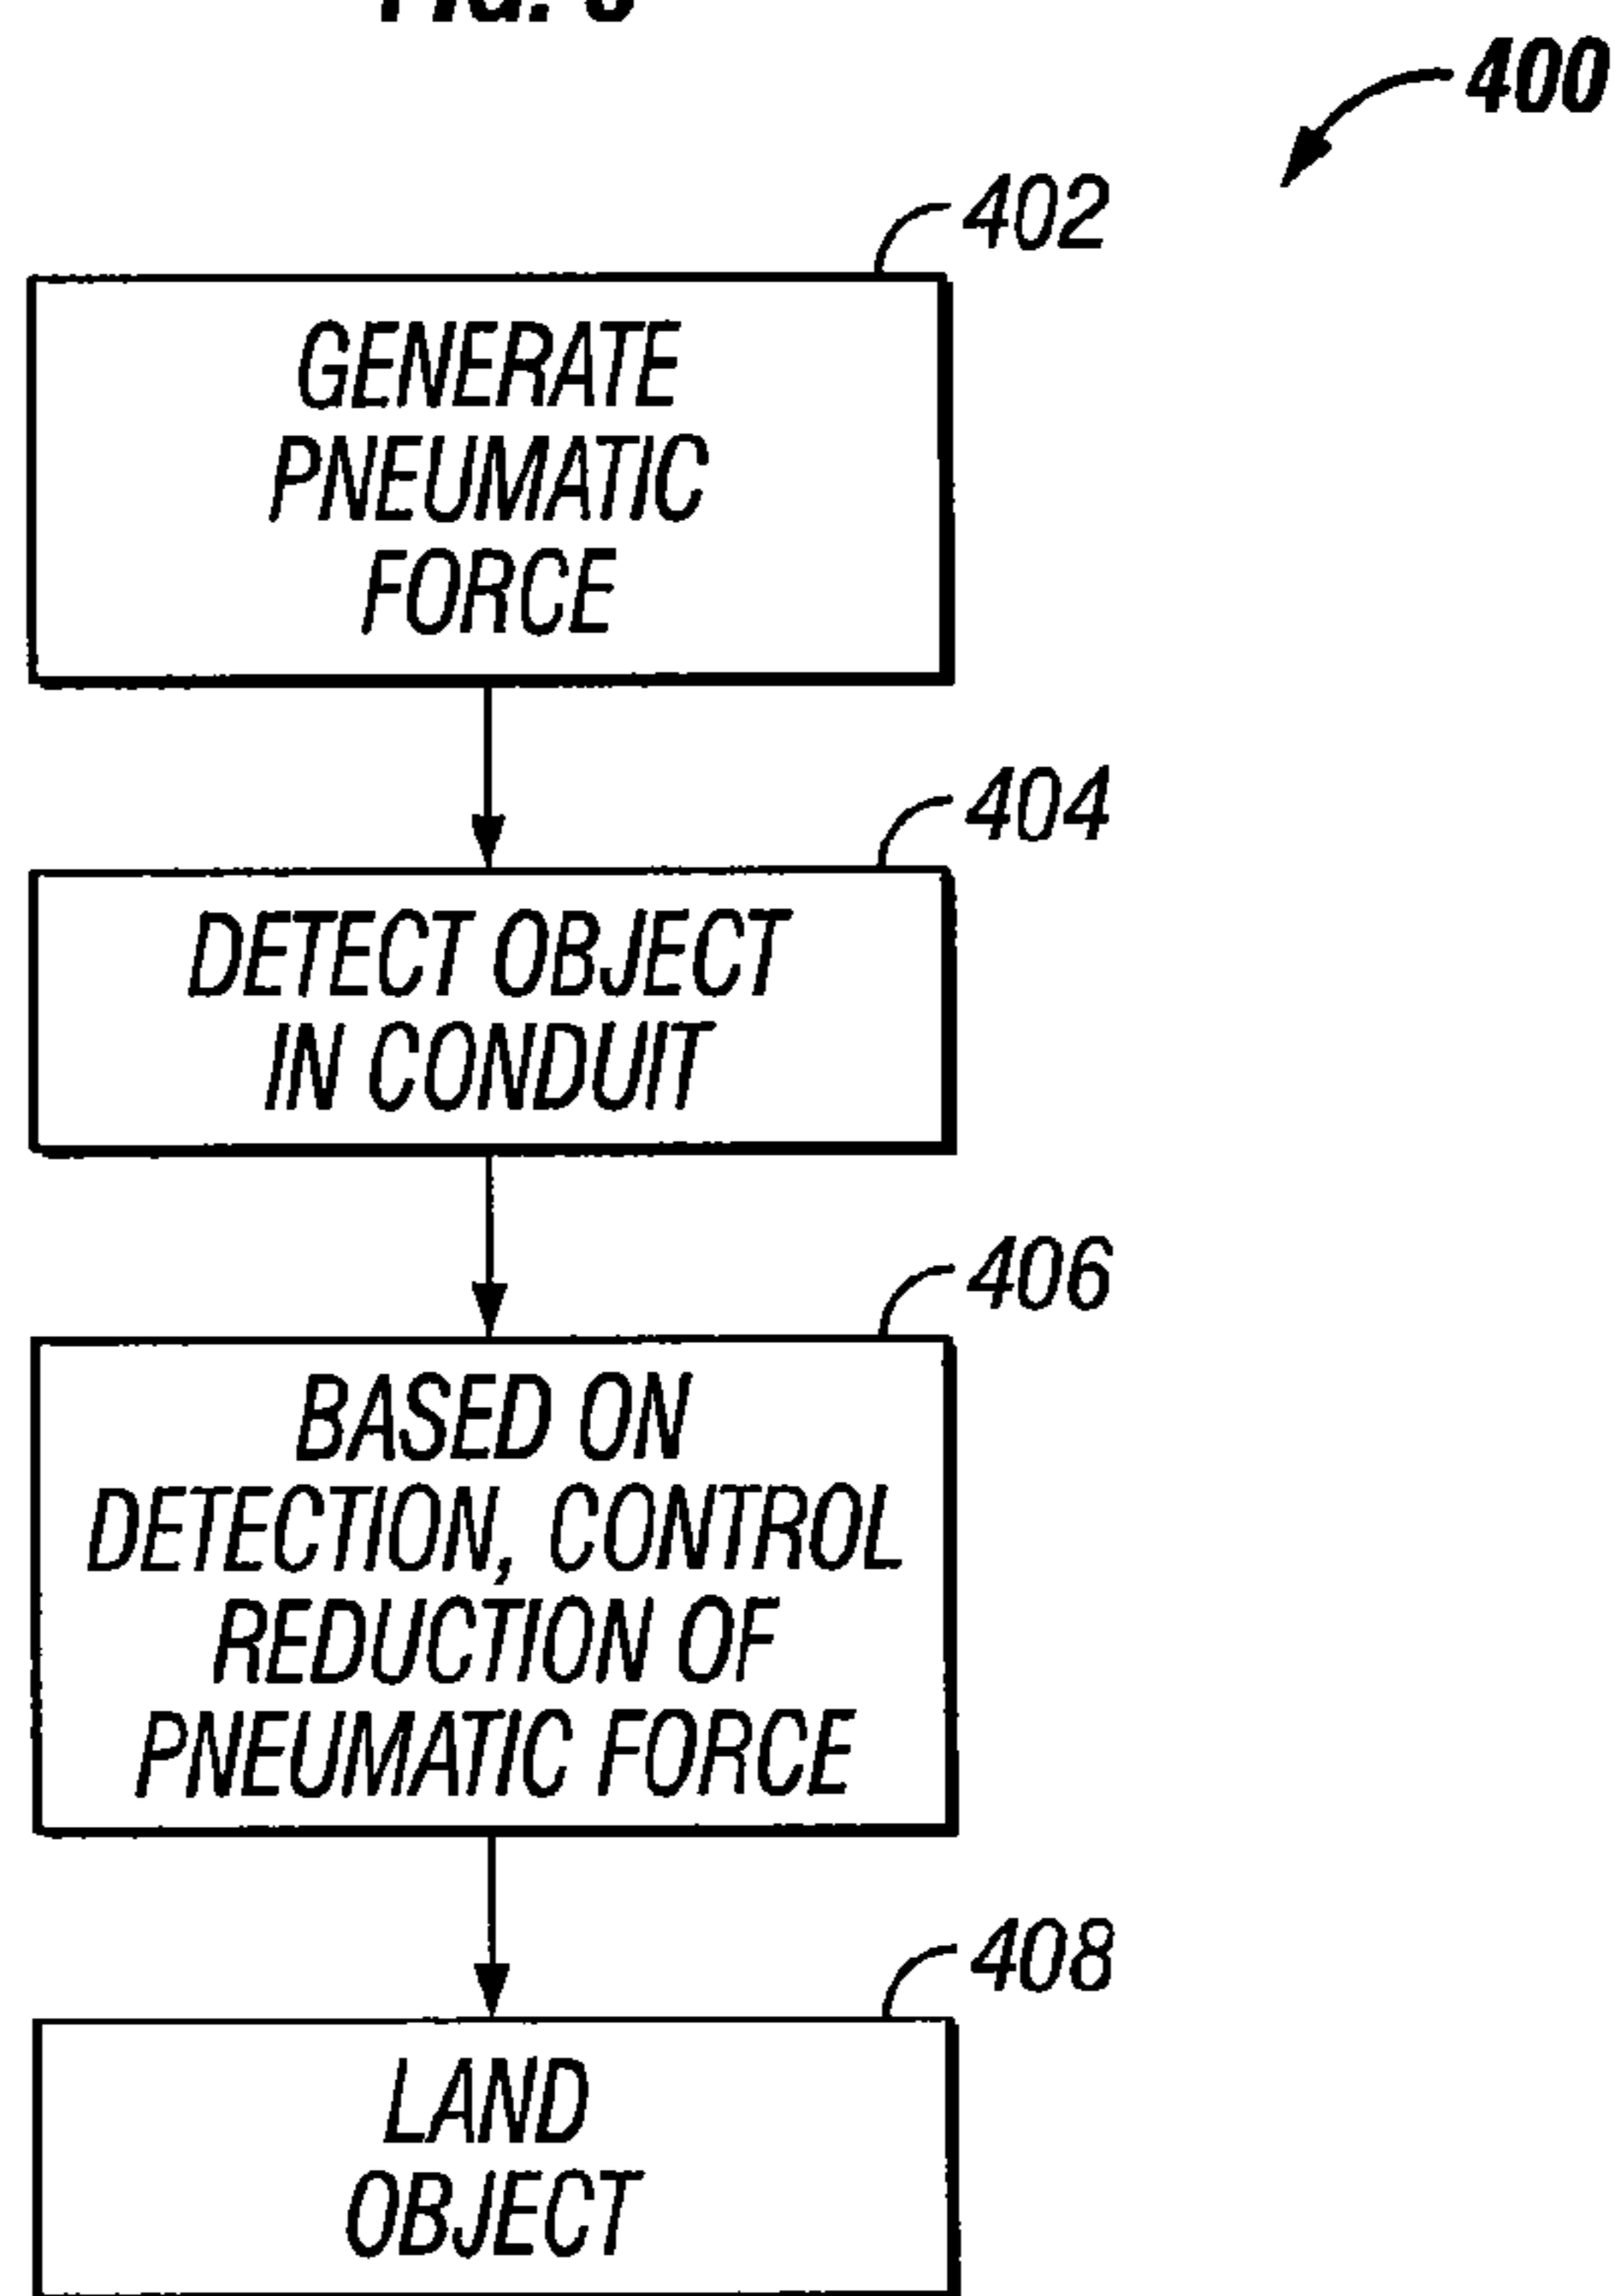 FIG.
400
402
GENERATE
PNEUMATIC
FORCE
404
DETECT OBJECT
IN CONDUIT
406
BASED ON
DETECTION, CONTROL
REDUCTION OF
PNEUMATIC FORCE
408
LAND
OBJECT